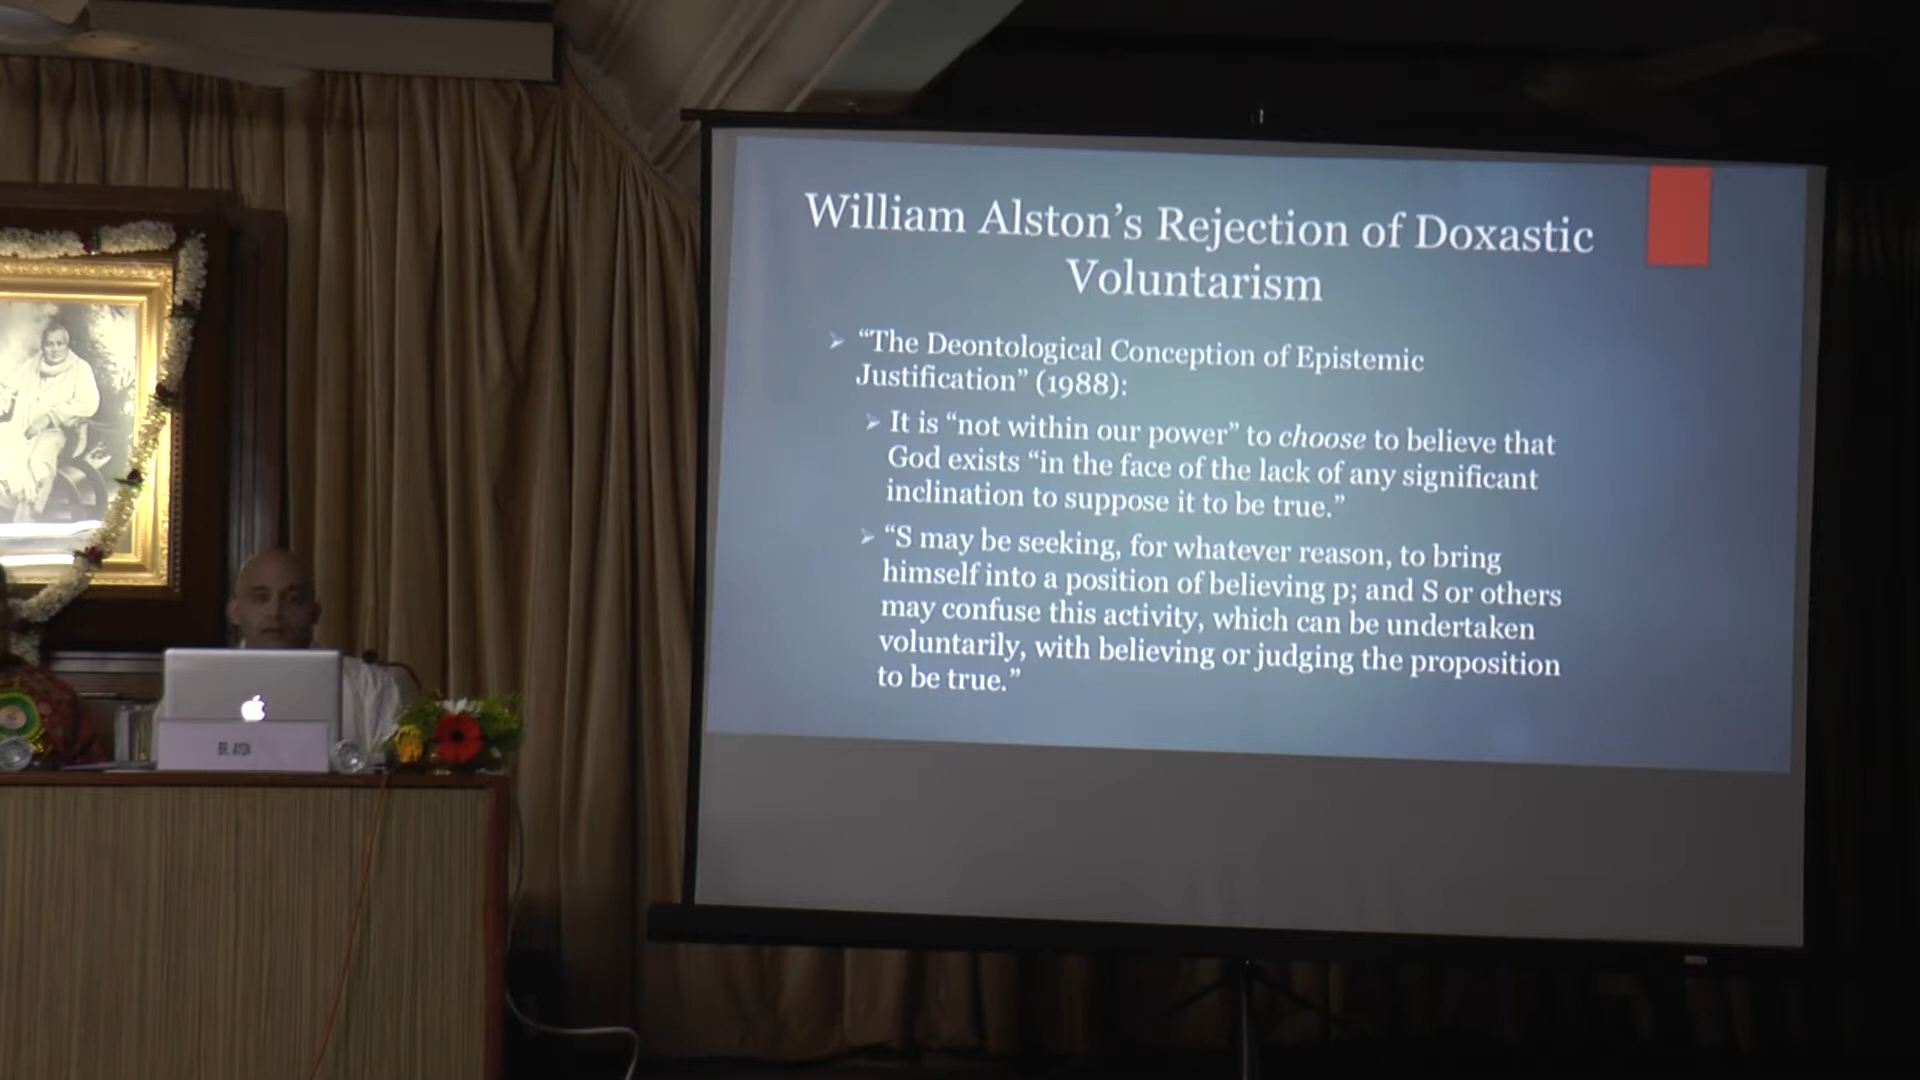 William Alston’s Rejection of Doxastic
Voluntarism
“The Deontological Conception of Epistemic
Justification” (1988):
It is “not within our power” to choose to believe that
God exists “in the face of the lack of any significant
inclination to suppose it to be true.”
“S may be seeking, for whatever reason, to bring
himself into a position of believing p; and S or others
may confuse this activity, which can be undertaken
voluntarily, with believing or judging the proposition
to be true.”